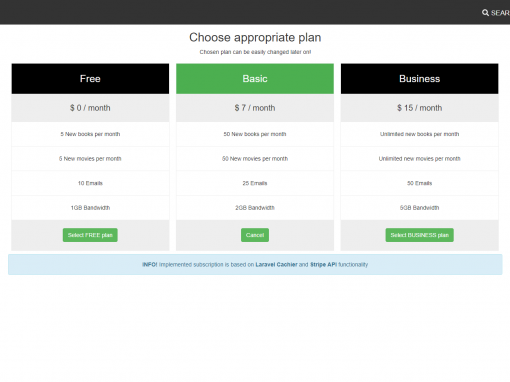 SEAR
Choose appropriate plan
Chosen plan can be easily changed later on!
Free
$ 0 / month
5 New books per month
5 New movies per month
10 Emails
1GB Bandwidth
Select FREE plan
Basic
$ 7 / month
50 New books per month
50 New movies per month
25 Emails
2GB Bandwidth
Cancel
Business
$ 15 / month
Unlimited new books per month
Unlimited new movies per month
50 Emails
5GB Bandwidth
Select BUSINESS plan
INFO! Implemented subscription is based on Laravel Cachier and Stripe API functionality